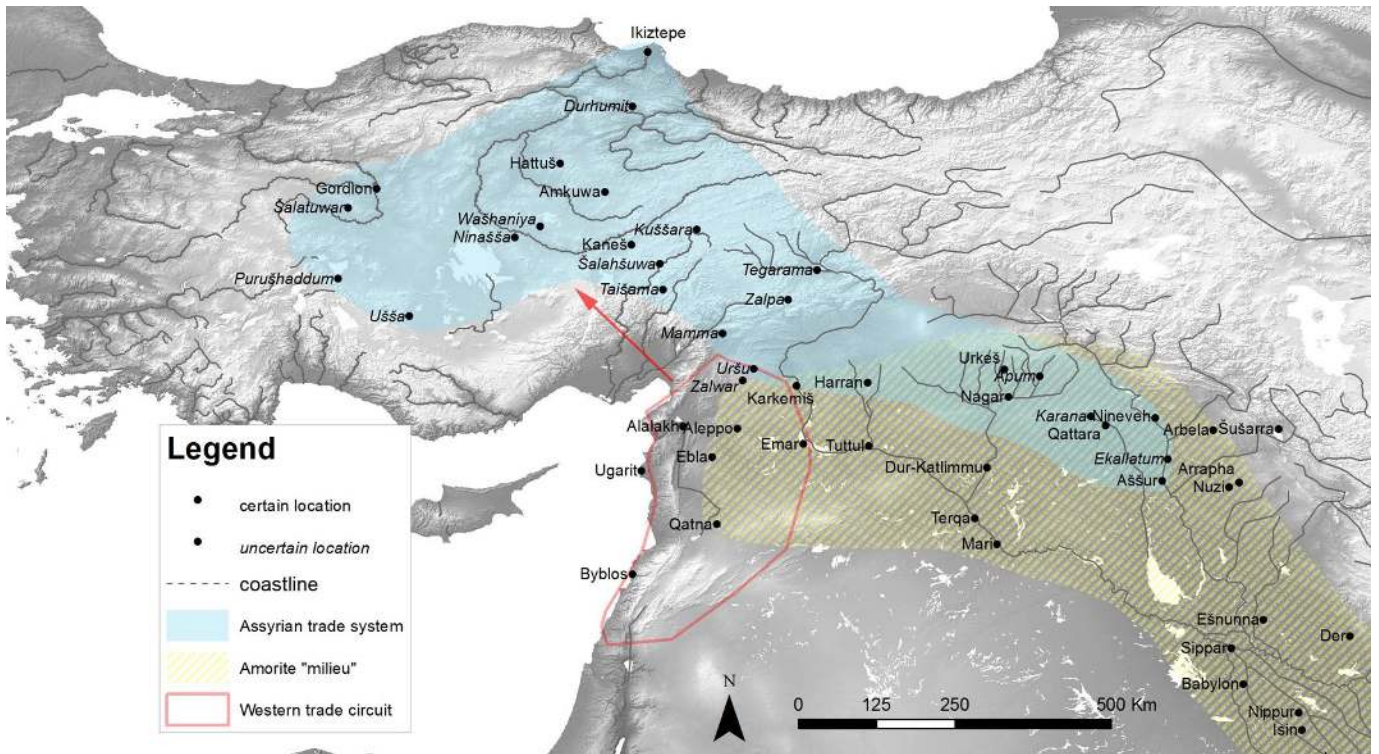 Ikiztepe
Durhumit
Hattuš
Amkuwa
Gordion
Šalatuwar
Wašhaniya
Ninašša
Kuššara
Kaneš
Šalahšuwa
Taišama
Tegarama
Zalpa
Purušhaddum
Ušša
Mamma
Uršu
Zalwar
Karkemiš
Harran
Urkeš
Apum
Nagar
Karana
Nineveh
Qattara
Arbela
Šušarra
Alalakh
Aleppo
Emar
Tuttul
Ebla
Ugarit
Dur-Katlimmu
Ekallatum
Aššur
Arrapha
Nuzi
Qatna
Terqa
Mari
Byblos
Ešnunna
Der
Sippar
Babylon
Nippur
Isin
Legend
certain location
uncertain location
coastline
Assyrian trade system
Amorite "milieu"
Western trade circuit
N
0 125 250 500 Km